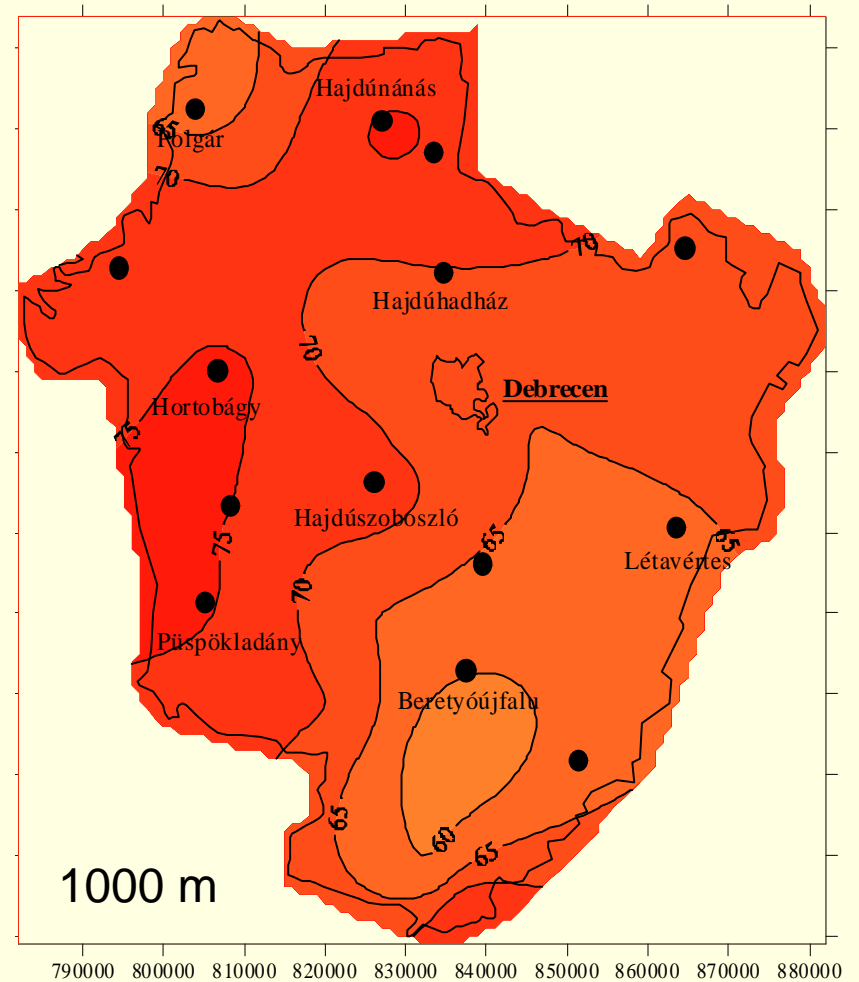 Hajdúnánás
65
Polgár
70
70
Hajdúhadház
70
Debrecen
Hortobágy
75
Hajdúszoboszló
65
65
75
Létavértes
70
Püspökladány
Beretyóújfalu
65
60
65
1000 m
790000 800000 810000 820000 830000 840000 850000 860000 870000 880000